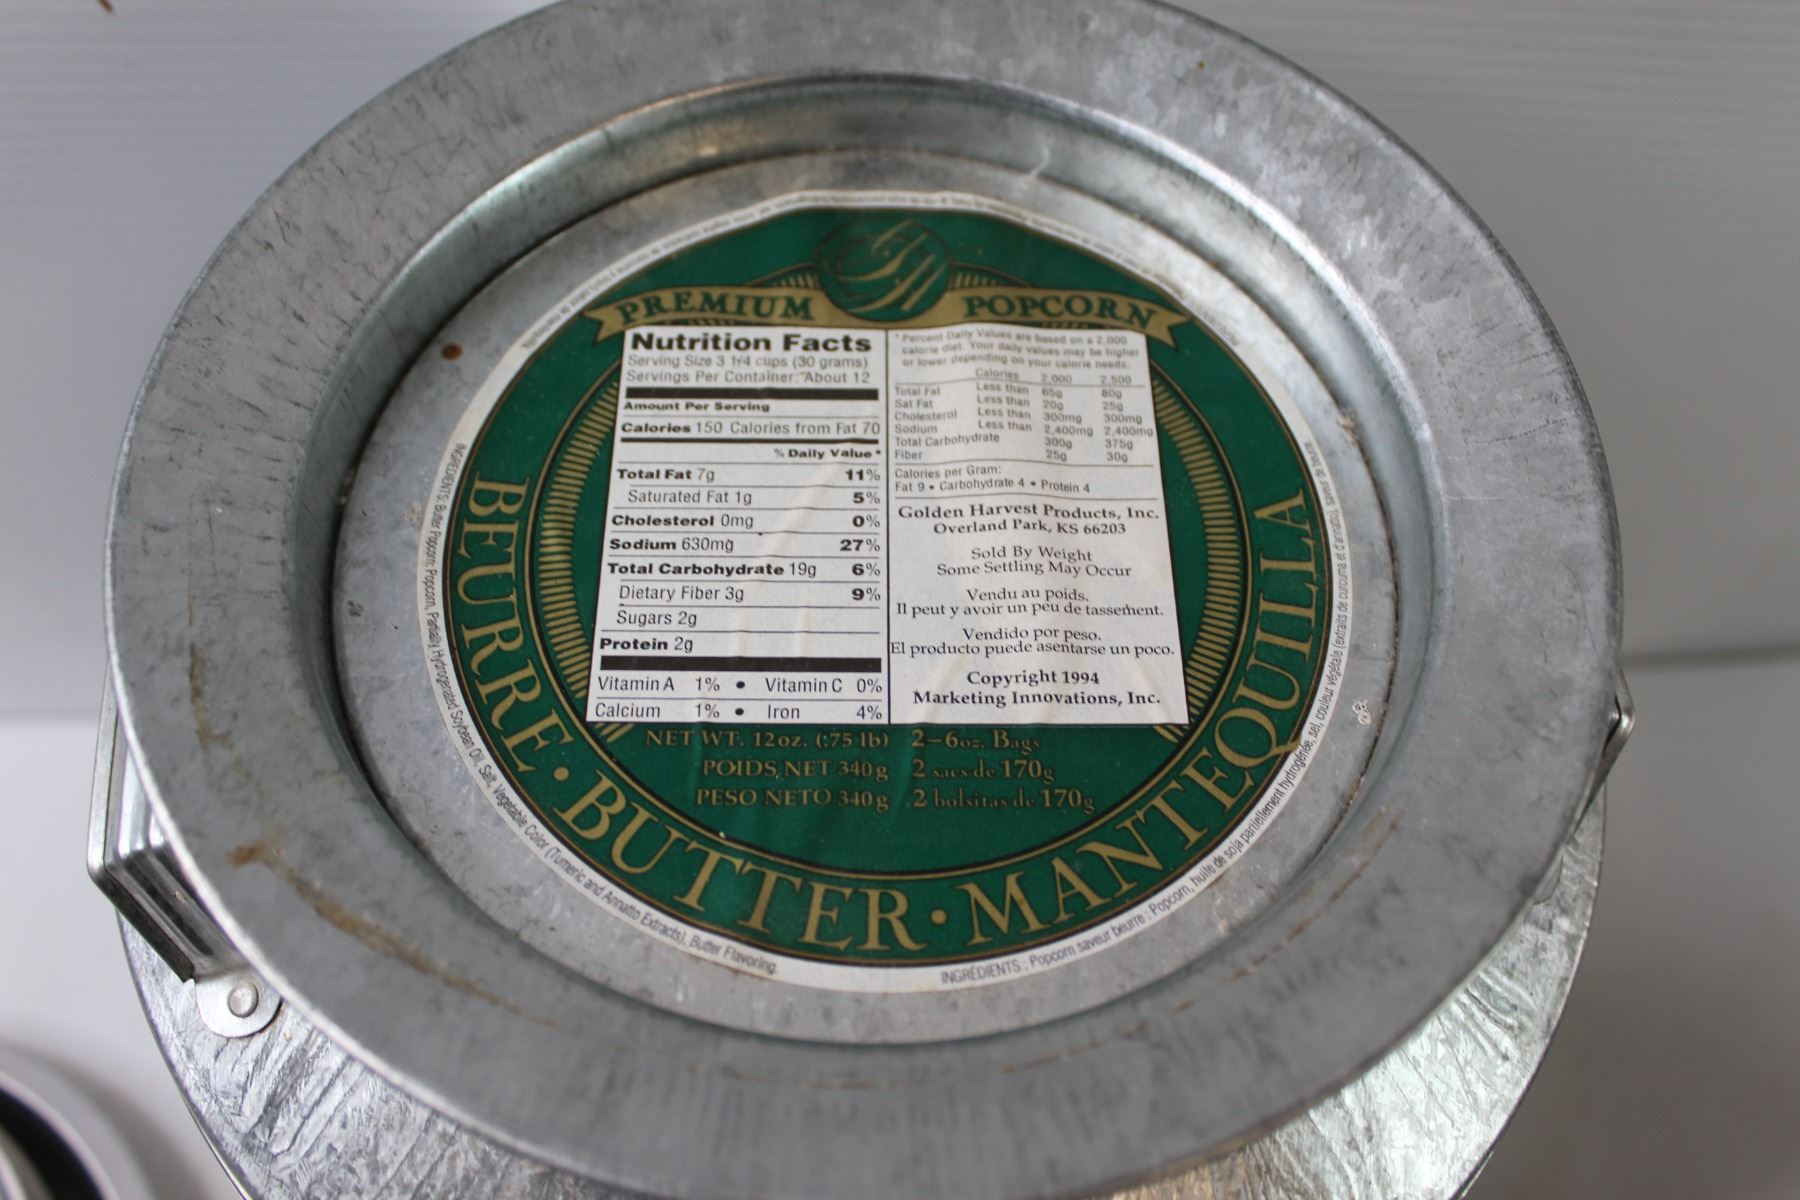 GH
PREMIUM POPCORN
Nutrition Facts
Serving Size 3 1/4 cups (30 grams)
Servings Per Container: About 12
Amount Per Serving
Calories 150 Calories from Fat 70
% Daily Value*
Total Fat 7g 11%
Saturated Fat 1g 5%
Cholesterol 0mg 0%
Sodium 630mg 27%
Total Carbohydrate 19g 6%
Dietary Fiber 3g 9%
Sugars 2g
Protein 2g
Vitamin A 1% • Vitamin C 0%
Calcium 1% • Iron 4%
* Percent Daily Values are based on a 2,000
calorie diet. Your daily values may be higher
or lower depending on your calorie needs.
Calories 2,000 2,500
Total Fat Less than 65g 80g
Sat Fat Less than 20g 25g
Cholesterol Less than 300mg 300mg
Sodium Less than 2,400mg 2,400mg
Total Carbohydrate 300g 375g
Fiber 25g 30g
Calories per Gram:
Fat 9 • Carbohydrate 4 • Protein 4
Golden Harvest Products, Inc.
Overland Park, KS 66203
Sold By Weight
Some Settling May Occur
Vendu au poids.
Il peut y avoir un peu de tassement.
Vendido por peso.
El producto puede asentarse un poco.
Copyright 1994
Marketing Innovations, Inc.
NET WT. 12oz. (.75 lb) 2-6oz. Bags
POIDS NET 340g 2 sacs de 170g
PESO NETO 340g 2 bolsitas de 170g
BEURRE • BUTTER • MANTEQUILLA
INGREDIENTS: Butter Popcorn: Popcorn, Partially Hydrogenated Soybean Oil, Salt, Vegetable Color (Tumeric and Annatto Extracts), Butter Flavoring.
INGRÉDIENTS : Popcorn saveur beurre : Popcorn, huile de soja partiellement hydrogénée, sel, couleur végétale (extraits de curcuma et d'annatto), saveur de beurre.